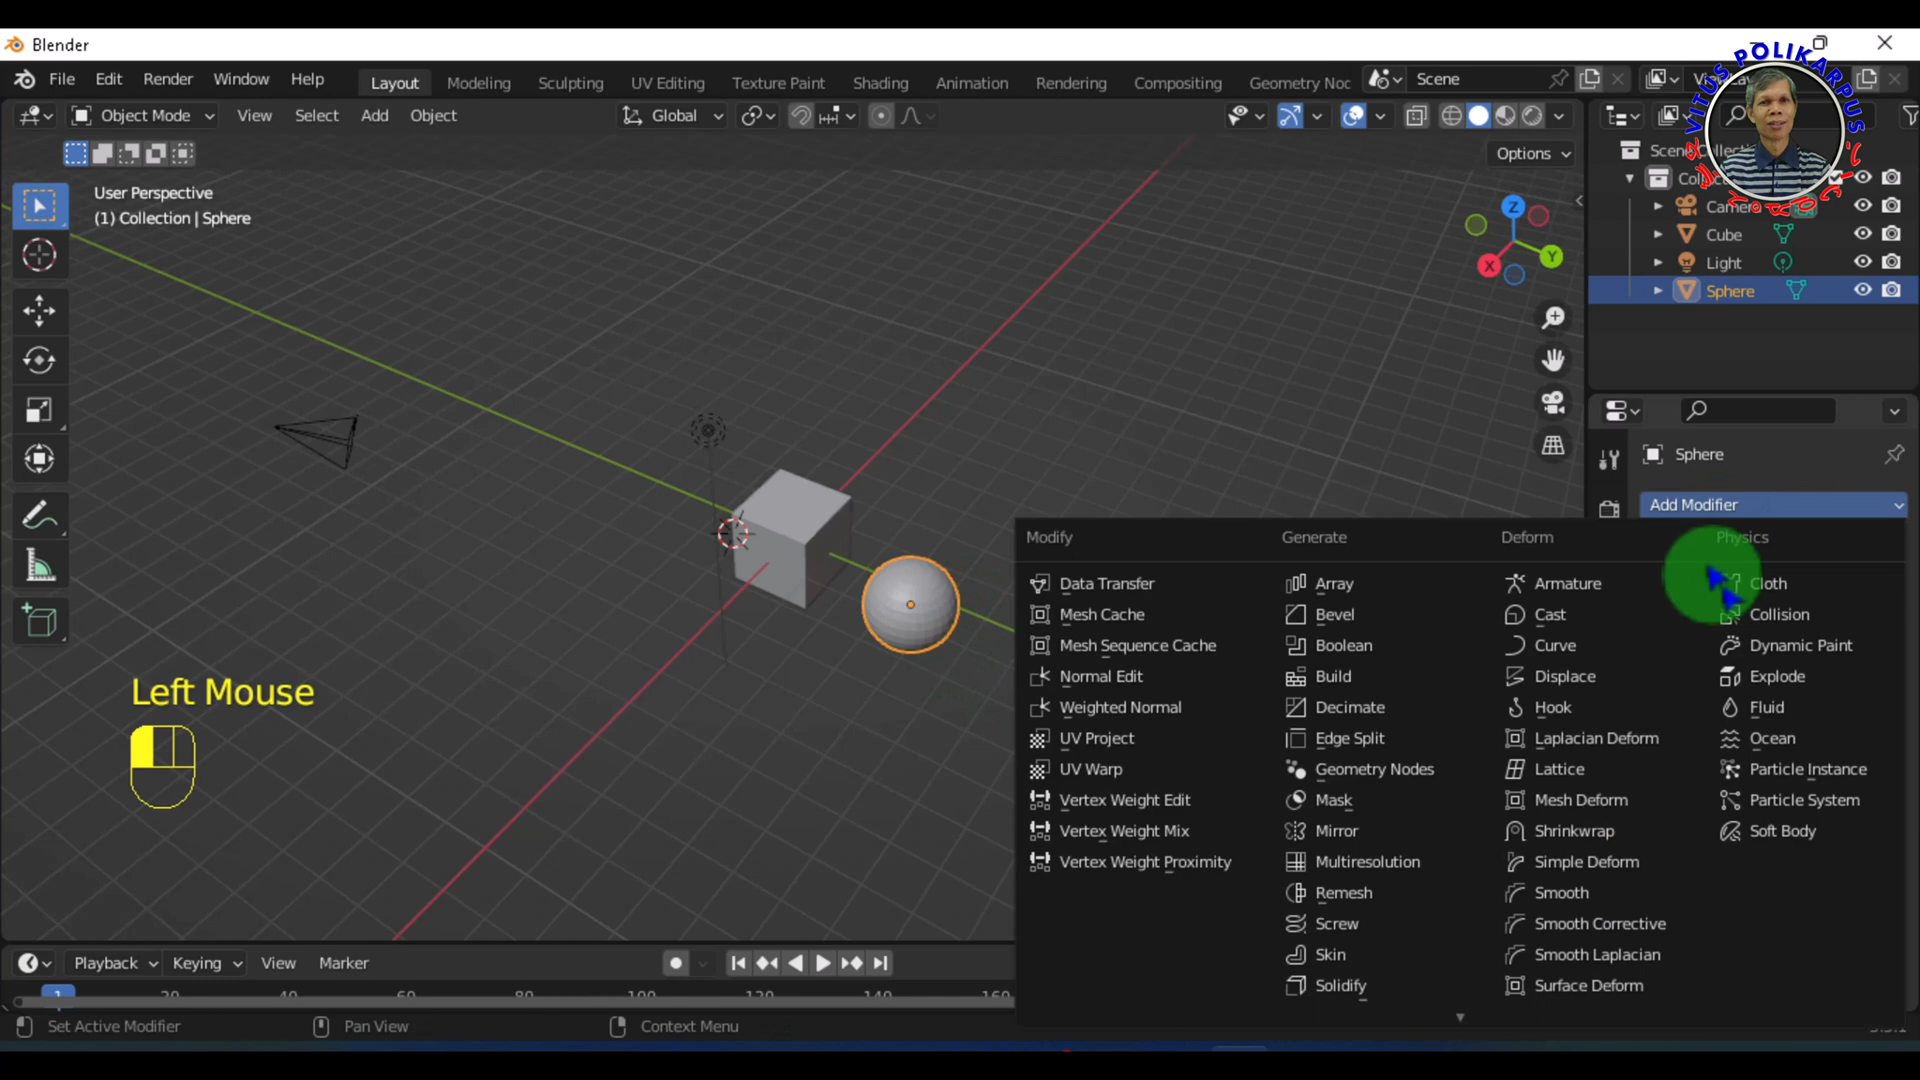 Blender
File Edit Render Window Help Layout Modeling Sculpting UV Editing Texture Paint Shading Animation Rendering Compositing Geometry Noc Scene
Object Mode View Select Add Object Global
Options
User Perspective
(1) Collection | Sphere
Z
Y
X
VITUS POLIKARPUS
Camera
Cube
Light
Sphere
Sphere
Add Modifier
Modify
Data Transfer
Mesh Cache
Mesh Sequence Cache
Normal Edit
Weighted Normal
UV Project
UV Warp
Vertex Weight Edit
Vertex Weight Mix
Vertex Weight Proximity
Generate
Array
Bevel
Boolean
Build
Decimate
Edge Split
Geometry Nodes
Mask
Mirror
Multiresolution
Remesh
Screw
Skin
Solidify
Deform
Armature
Cast
Curve
Displace
Hook
Laplacian Deform
Lattice
Mesh Deform
Shrinkwrap
Simple Deform
Smooth
Smooth Corrective
Smooth Laplacian
Surface Deform
Physics
Cloth
Collision
Dynamic Paint
Explode
Fluid
Ocean
Particle Instance
Particle System
Soft Body
Left Mouse
Playback Keying View Marker
1 20 40 60 80 100 120 140 160
Set Active Modifier Pan View Context Menu